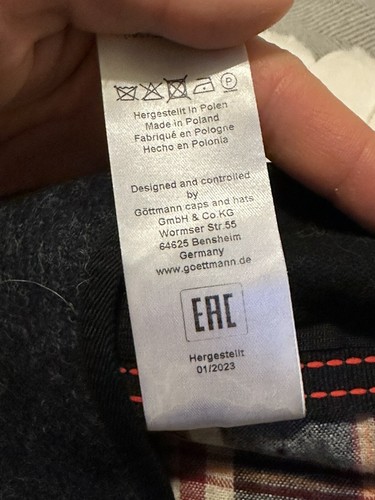 Hergestellt in Polen
Made in Poland
Fabriqué en Pologne
Hecho en Polonia
Designed and controlled
by
Göttmann caps and hats
GmbH & Co.KG
Wormser Str.55
64625 Bensheim
Germany
www.goettmann.de
EAC
Hergestellt
01/2023